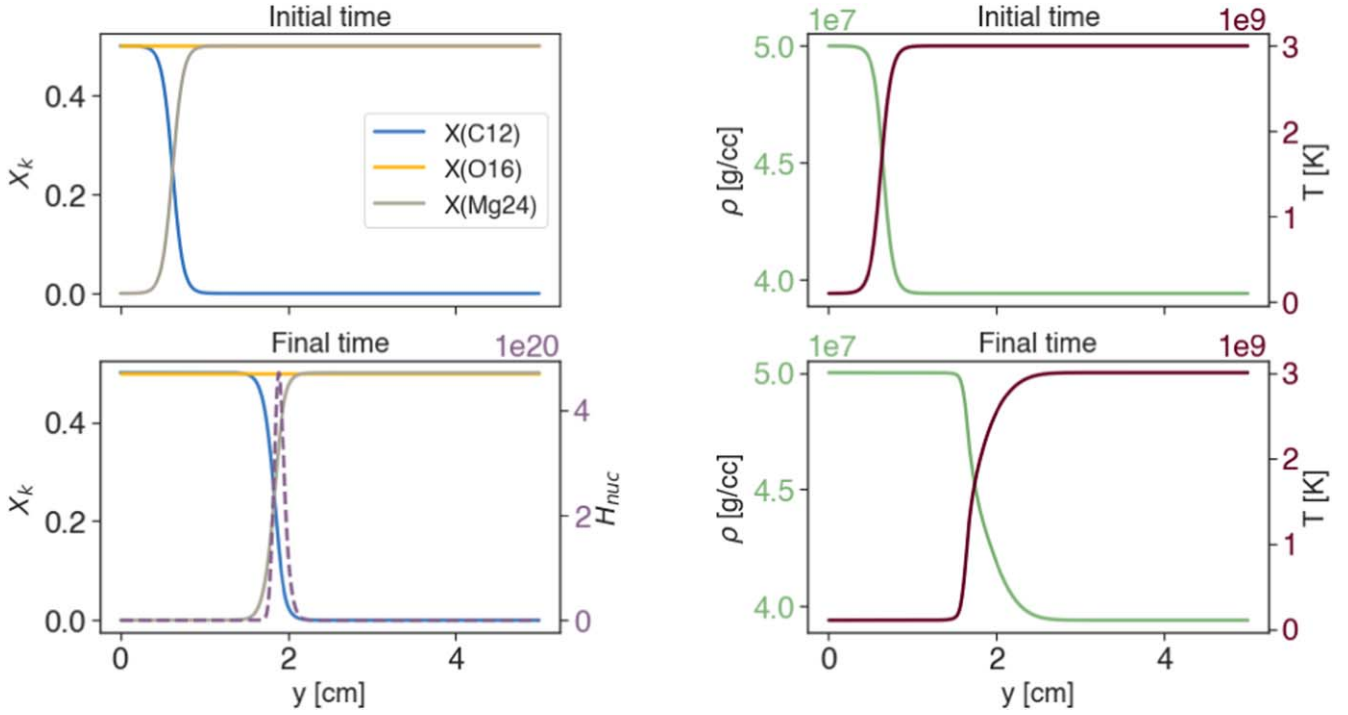 Initial time
X_k
0.4
0.2
0.0
X(C12)
X(O16)
X(Mg24)
Initial time
1e7
1e9
ρ [g/cc]
5.0
4.5
4.0
T [K]
3
2
1
0
Final time
1e20
X_k
0.4
0.2
0.0
4
2
0
H_nuc
0
2
4
y [cm]
Final time
1e7
1e9
ρ [g/cc]
5.0
4.5
4.0
T [K]
3
2
1
0
0
2
4
y [cm]